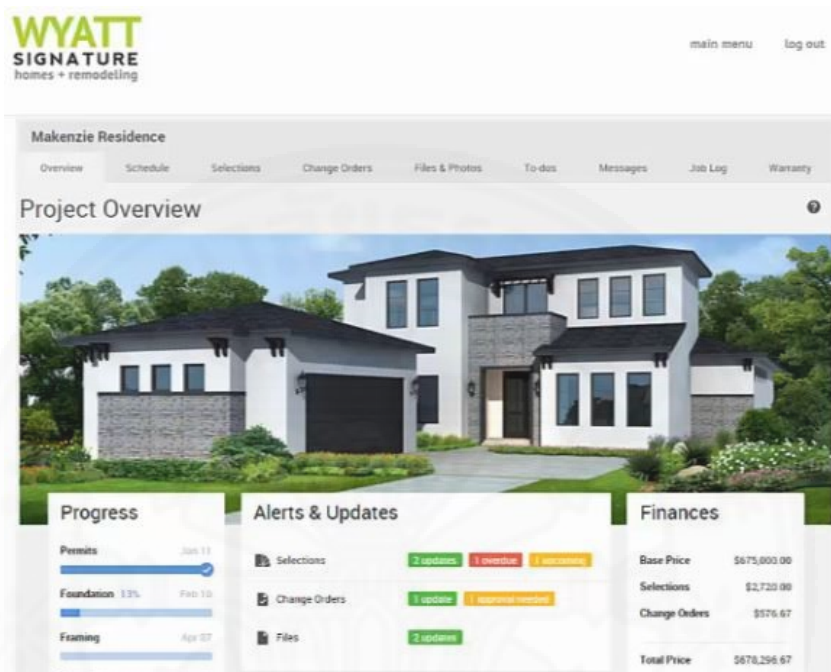 WYATT
SIGNATURE
homes + remodeling
main menu log out
Makenzie Residence
Overview Schedule Selections Change Orders Files & Photos To-dos Messages Job Log Warranty
Project Overview
?
Progress
Permits Jan 11
Foundation 13% Feb 10
Framing Apr 07
Alerts & Updates
Selections 2 updates 1 overdue 1 upcoming
Change Orders 1 update 1 approval needed
Files 2 updates
Finances
Base Price $675,000.00
Selections $2,720.00
Change Orders $576.67
Total Price $678,296.67